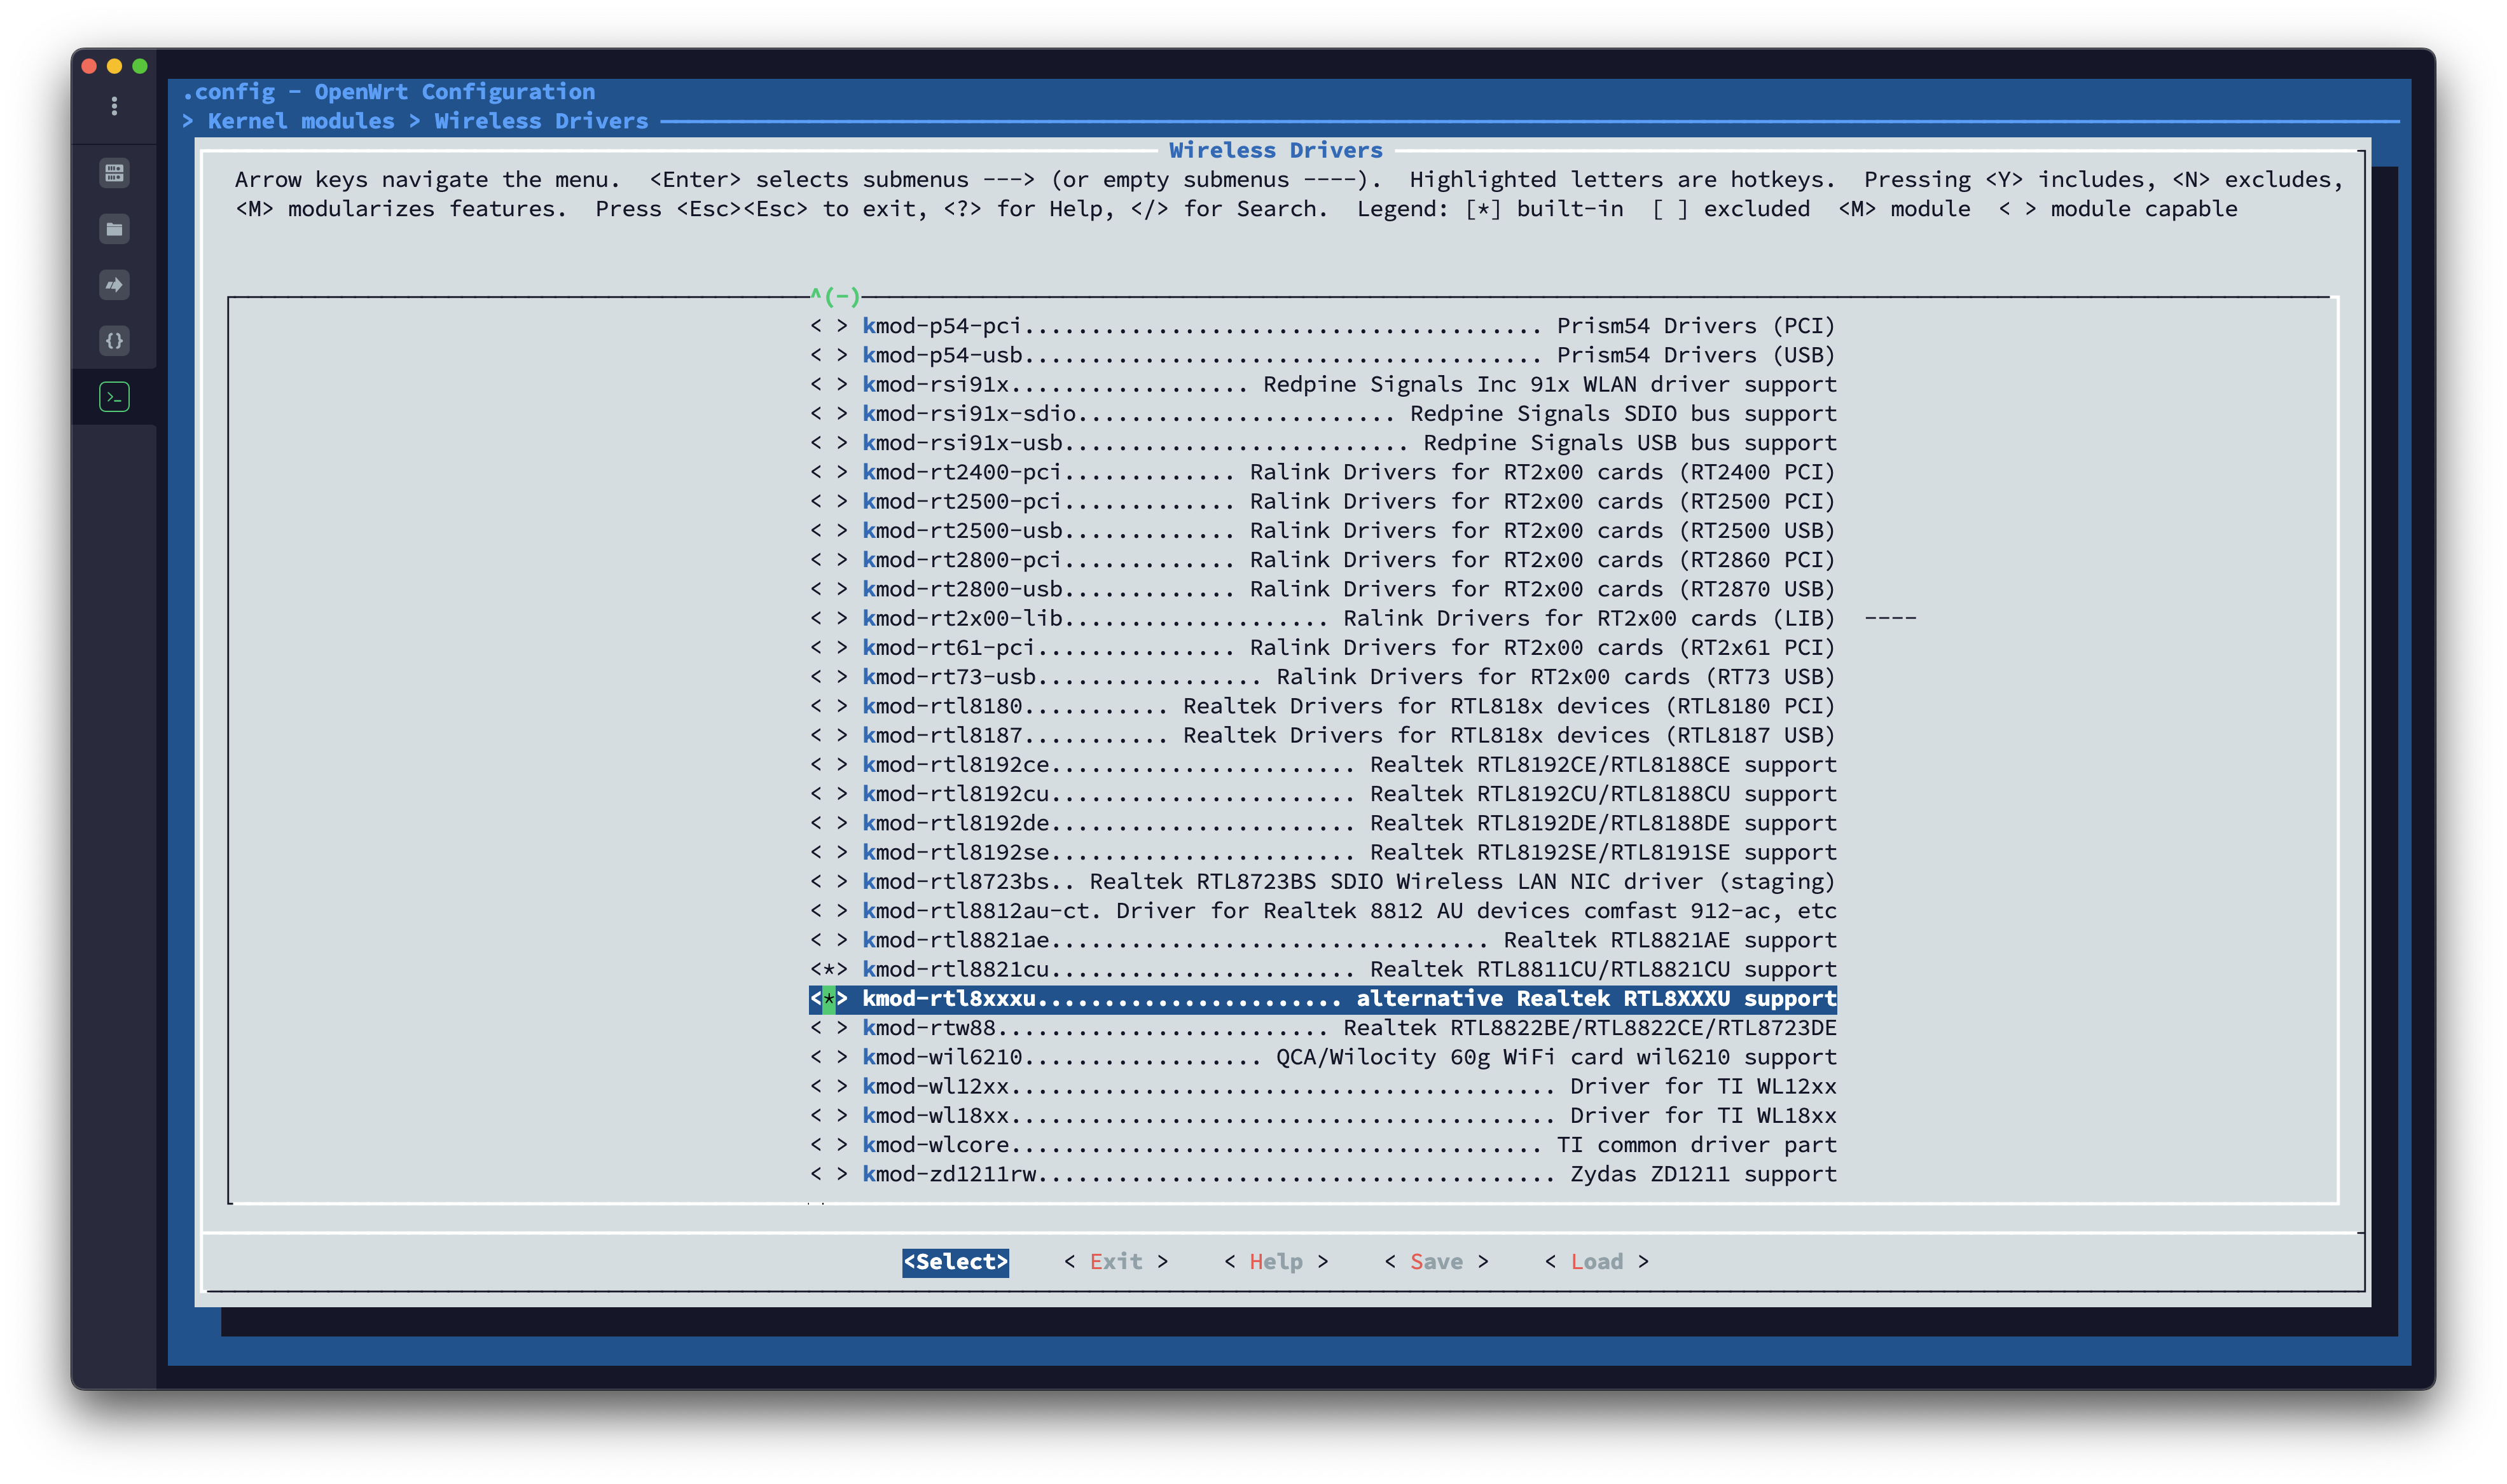 .config - OpenWrt Configuration
> Kernel modules > Wireless Drivers
Wireless Drivers
Arrow keys navigate the menu.  <Enter> selects submenus ---> (or empty submenus ----).  Highlighted letters are hotkeys.  Pressing <Y> includes, <N> excludes,
<M> modularizes features.  Press <Esc><Esc> to exit, <?> for Help, </> for Search.  Legend: [*] built-in  [ ] excluded  <M> module  < > module capable
^(-)
< > kmod-p54-pci....................................... Prism54 Drivers (PCI)
< > kmod-p54-usb....................................... Prism54 Drivers (USB)
< > kmod-rsi91x.................. Redpine Signals Inc 91x WLAN driver support
< > kmod-rsi91x-sdio........................ Redpine Signals SDIO bus support
< > kmod-rsi91x-usb.......................... Redpine Signals USB bus support
< > kmod-rt2400-pci............. Ralink Drivers for RT2x00 cards (RT2400 PCI)
< > kmod-rt2500-pci............. Ralink Drivers for RT2x00 cards (RT2500 PCI)
< > kmod-rt2500-usb............. Ralink Drivers for RT2x00 cards (RT2500 USB)
< > kmod-rt2800-pci............. Ralink Drivers for RT2x00 cards (RT2860 PCI)
< > kmod-rt2800-usb............. Ralink Drivers for RT2x00 cards (RT2870 USB)
< > kmod-rt2x00-lib.................... Ralink Drivers for RT2x00 cards (LIB)  ----
< > kmod-rt61-pci............... Ralink Drivers for RT2x00 cards (RT2x61 PCI)
< > kmod-rt73-usb................. Ralink Drivers for RT2x00 cards (RT73 USB)
< > kmod-rtl8180........... Realtek Drivers for RTL818x devices (RTL8180 PCI)
< > kmod-rtl8187........... Realtek Drivers for RTL818x devices (RTL8187 USB)
< > kmod-rtl8192ce....................... Realtek RTL8192CE/RTL8188CE support
< > kmod-rtl8192cu....................... Realtek RTL8192CU/RTL8188CU support
< > kmod-rtl8192de....................... Realtek RTL8192DE/RTL8188DE support
< > kmod-rtl8192se....................... Realtek RTL8192SE/RTL8191SE support
< > kmod-rtl8723bs.. Realtek RTL8723BS SDIO Wireless LAN NIC driver (staging)
< > kmod-rtl8812au-ct. Driver for Realtek 8812 AU devices comfast 912-ac, etc
< > kmod-rtl8821ae................................. Realtek RTL8821AE support
<*> kmod-rtl8821cu....................... Realtek RTL8811CU/RTL8821CU support
<*> kmod-rtl8xxxu....................... alternative Realtek RTL8XXXU support
< > kmod-rtw88......................... Realtek RTL8822BE/RTL8822CE/RTL8723DE
< > kmod-wil6210.................. QCA/Wilocity 60g WiFi card wil6210 support
< > kmod-wl12xx......................................... Driver for TI WL12xx
< > kmod-wl18xx......................................... Driver for TI WL18xx
< > kmod-wlcore........................................ TI common driver part
< > kmod-zd1211rw....................................... Zydas ZD1211 support
<Select>    < Exit >    < Help >    < Save >    < Load >